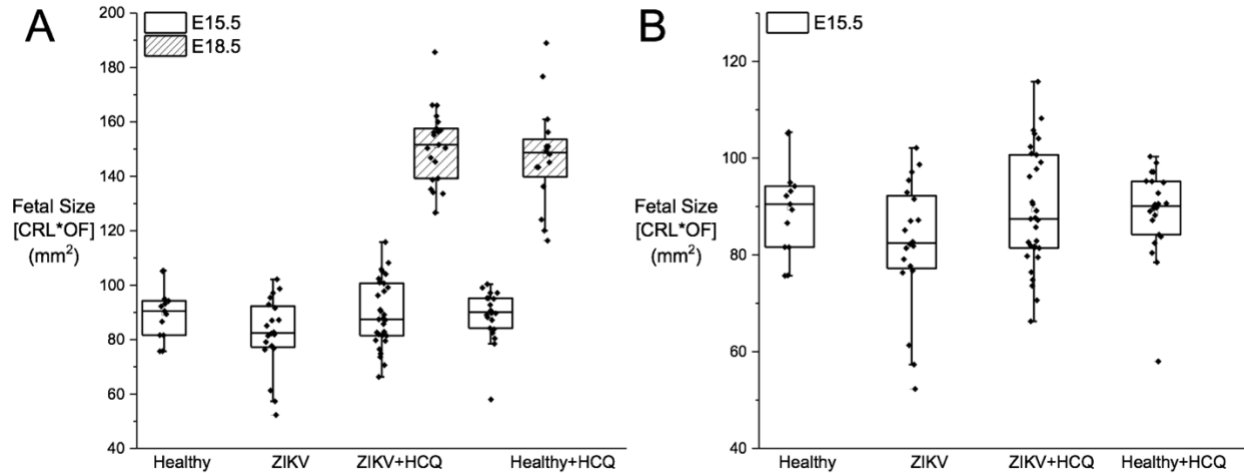 A
E15.5
E18.5
200
180
160
140
120
100
80
60
40
Fetal Size
[CRL*OF]
(mm²)
Healthy ZIKV ZIKV+HCQ Healthy+HCQ
B
E15.5
120
100
80
60
40
Fetal Size
[CRL*OF]
(mm²)
Healthy ZIKV ZIKV+HCQ Healthy+HCQ